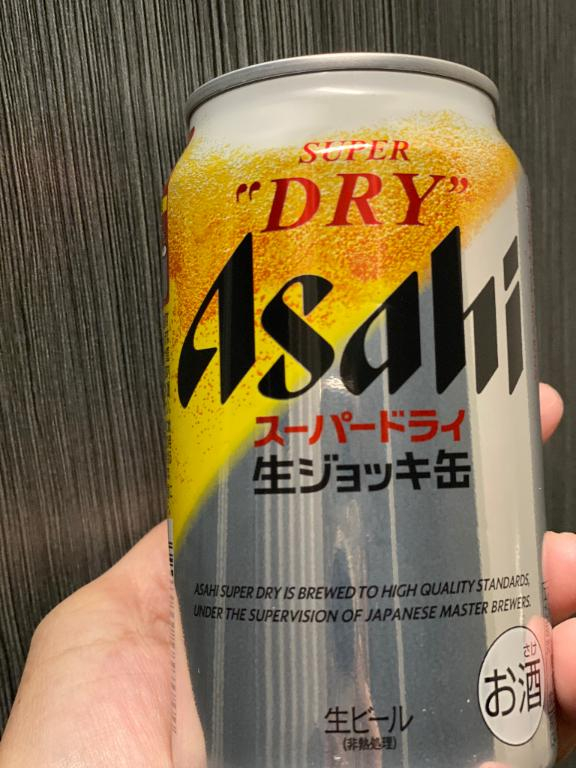 SUPER
"DRY"
Asahi
スーパードライ
生ジョッキ缶
ASAHI SUPER DRY IS BREWED TO HIGH QUALITY STANDARDS,
UNDER THE SUPERVISION OF JAPANESE MASTER BREWERS.
さけ
お酒
生ビール
(非熱処理)